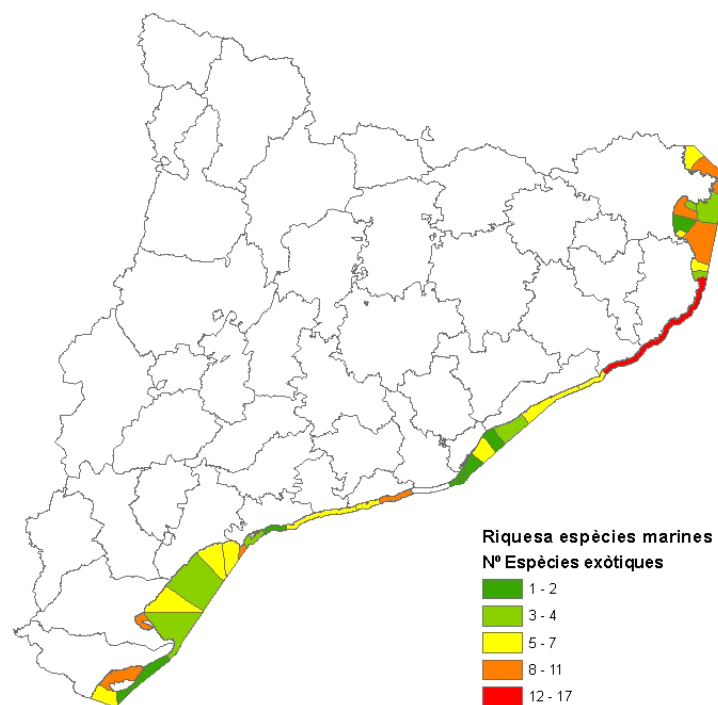 Riquesa espècies marines
Nº Espècies exòtiques
1 - 2
3 - 4
5 - 7
8 - 11
12 - 17